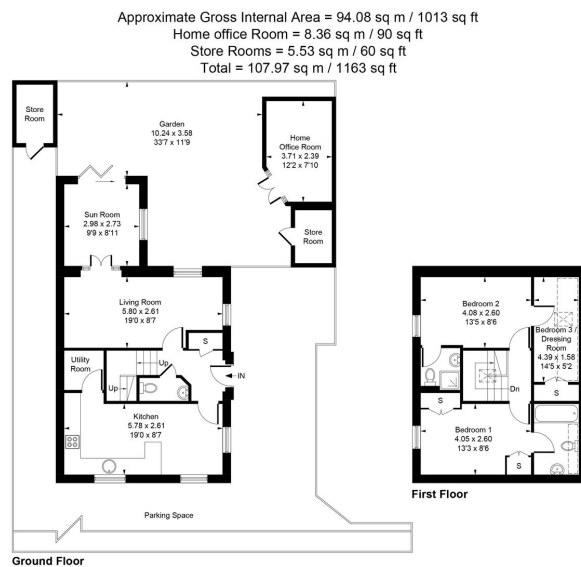 Approximate Gross Internal Area = 94.08 sq m / 1013 sq ft
Home office Room = 8.36 sq m / 90 sq ft
Store Rooms = 5.53 sq m / 60 sq ft
Total = 107.97 sq m / 1163 sq ft
Store
Room
Garden
10.24 x 3.58
33'7 x 11'9
Home
Office Room
3.71 x 2.39
12'2 x 7'10
Sun Room
2.98 x 2.73
9'9 x 8'11
Store
Room
Living Room
5.80 x 2.61
19'0 x 8'7
S
Utility
Room
Up
Up
IN
Kitchen
5.78 x 2.61
19'0 x 8'7
Parking Space
Ground Floor
Bedroom 2
4.08 x 2.60
13'5 x 8'6
Bedroom 3 /
Dressing
Room
4.39 x 1.58
14'5 x 5'2
Dn
S
S
Bedroom 1
4.05 x 2.60
13'3 x 8'6
S
First Floor